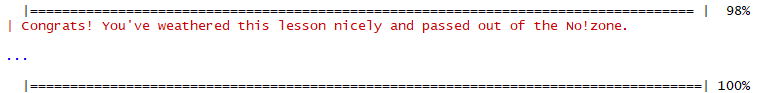 |=================================================================================== |  98%
| Congrats! You've weathered this lesson nicely and passed out of the No!zone.
...
|====================================================================================| 100%